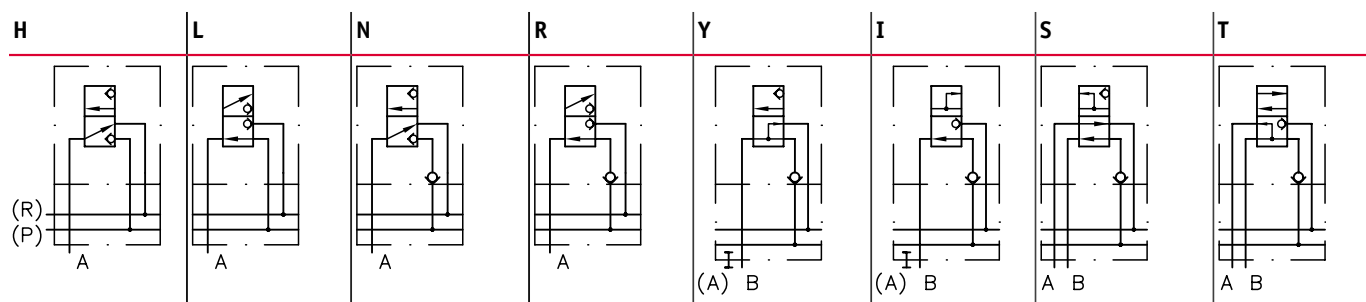 H L N R Y I S T
(R)
(P)
A A A A (A) B (A) B A B A B